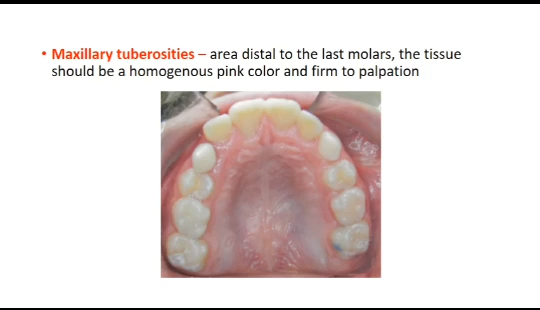 • Maxillary tuberosities – area distal to the last molars, the tissue
should be a homogenous pink color and firm to palpation